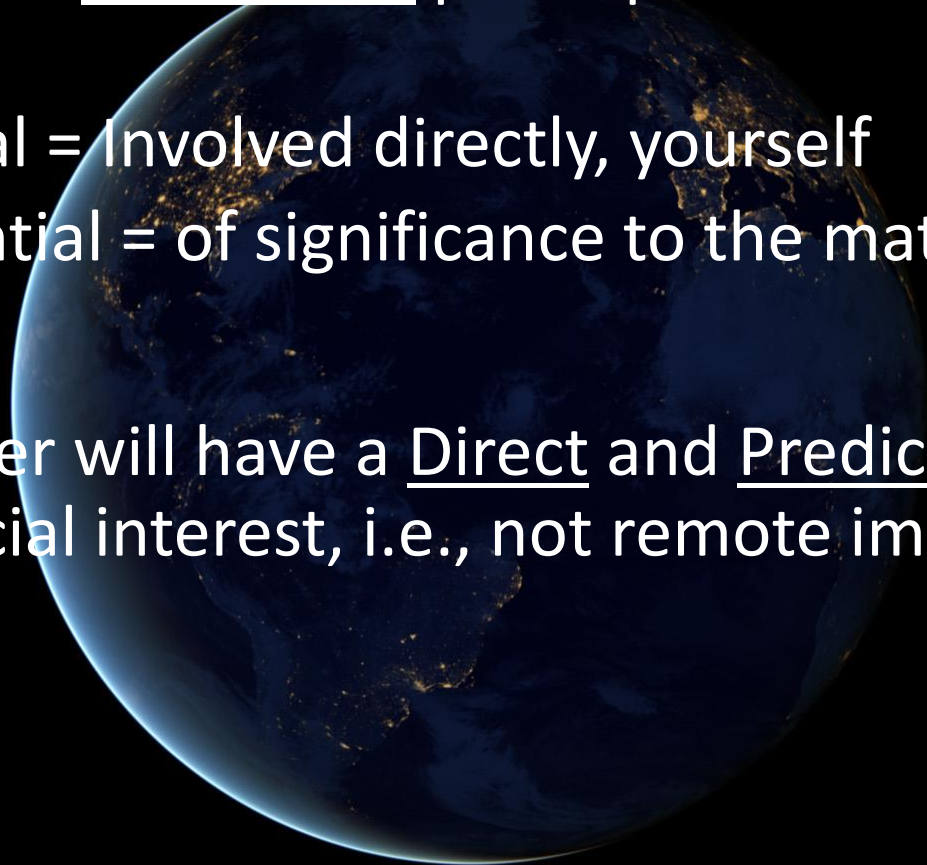 al = Involved directly, yourself
ntial = of significance to the mat
er will have a Direct and Predic
cial interest, i.e., not remote im